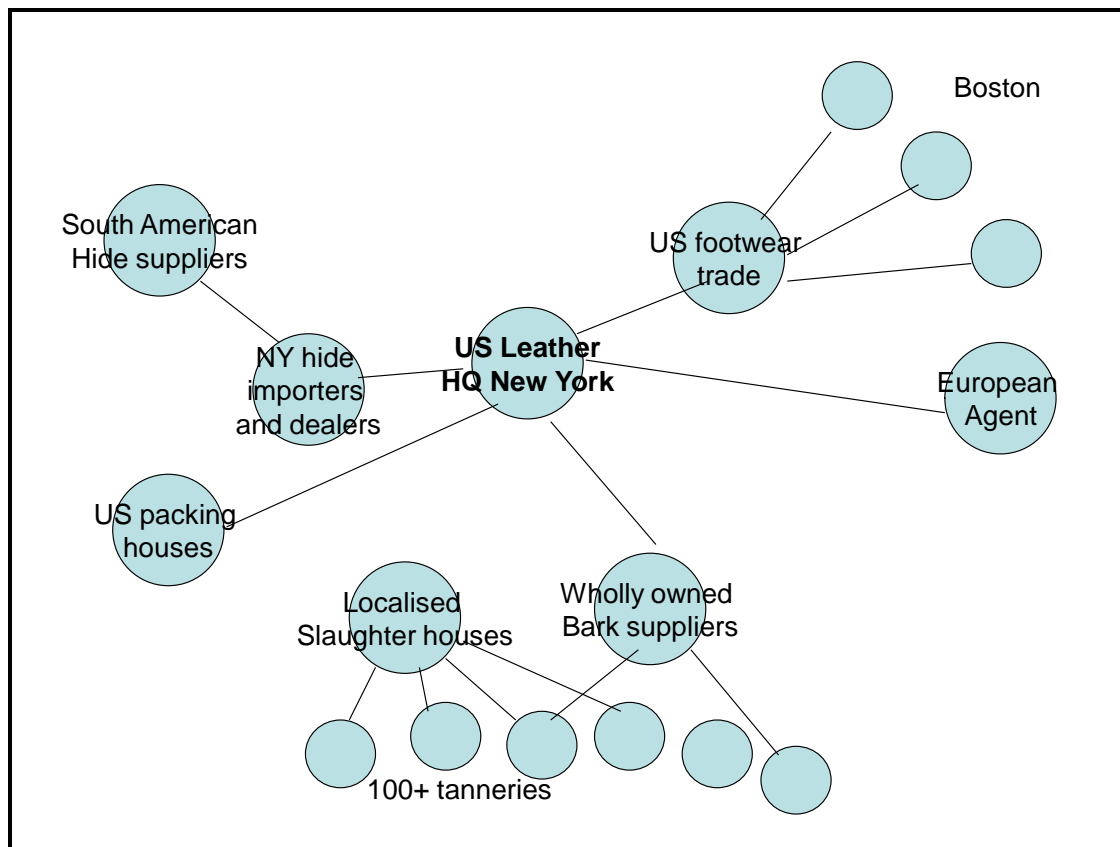 Boston
South American
Hide suppliers
US footwear
trade
NY hide
importers
and dealers
US Leather
HQ New York
European
Agent
US packing
houses
Localised
Slaughter houses
Wholly owned
Bark suppliers
100+ tanneries